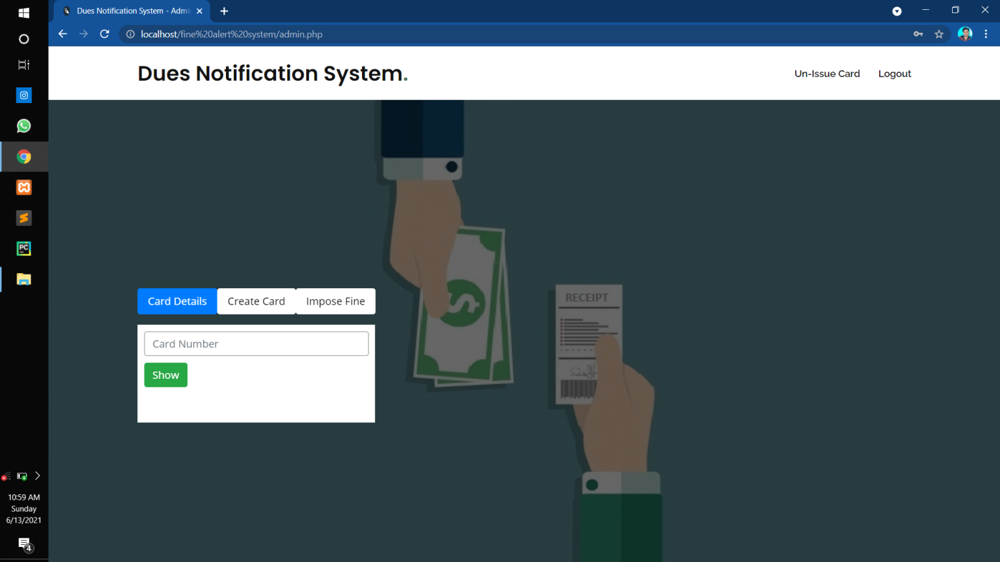 Dues Notification System - Admi
localhost/fine%20alert%20system/admin.php
Dues Notification System.
Un-Issue Card
Logout
Card Details
Create Card
Impose Fine
Card Number
Show
RECEIPT
PC
10:59 AM
Sunday
6/13/2021
4